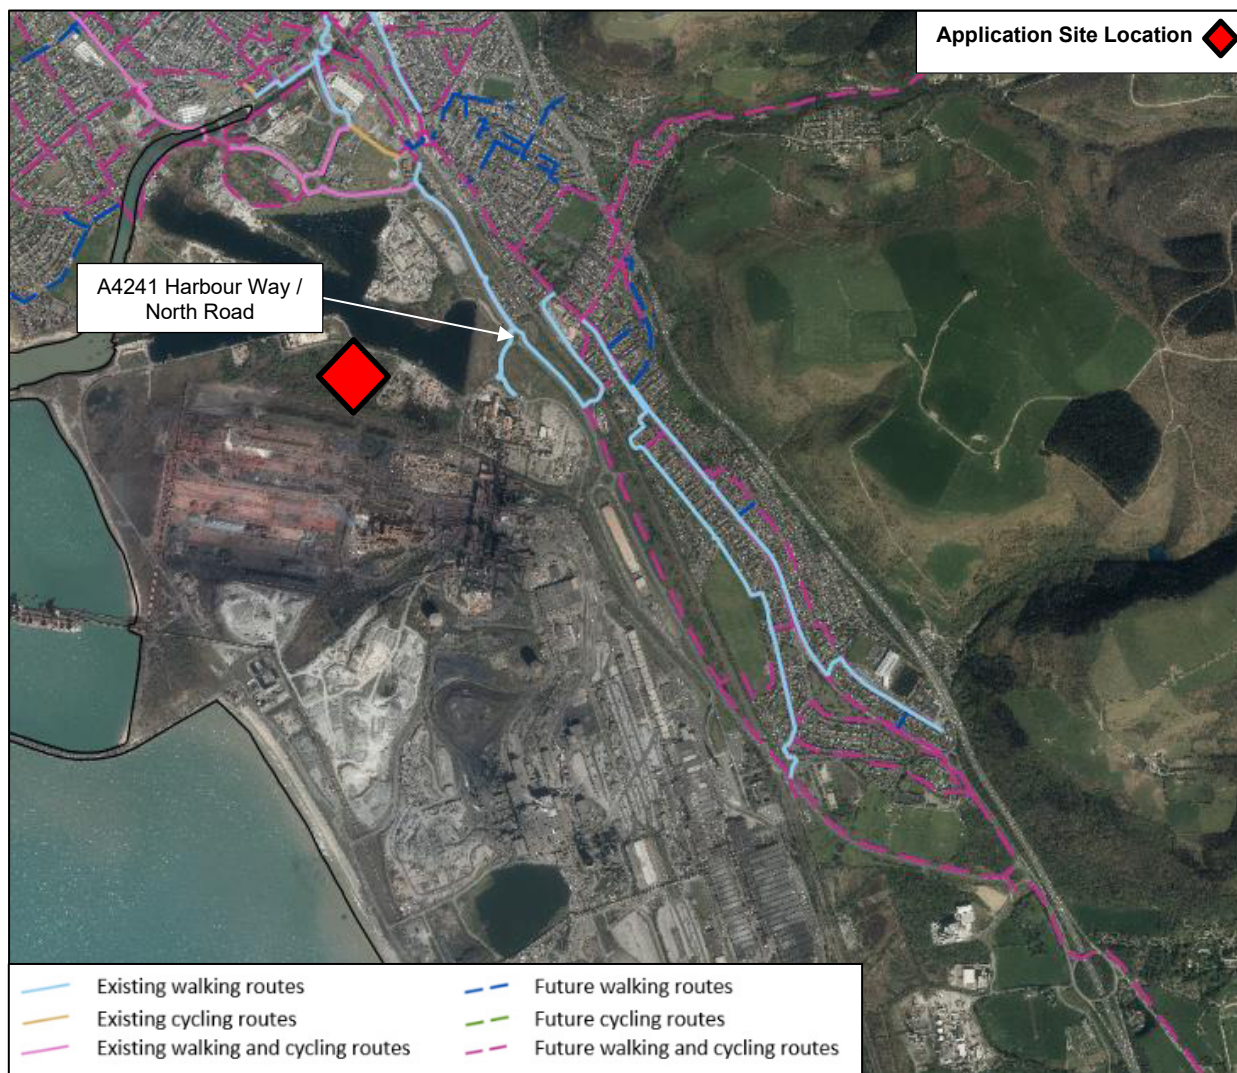 Application Site Location
A4241 Harbour Way /
North Road
Existing walking routes
Existing cycling routes
Existing walking and cycling routes
Future walking routes
Future cycling routes
Future walking and cycling routes